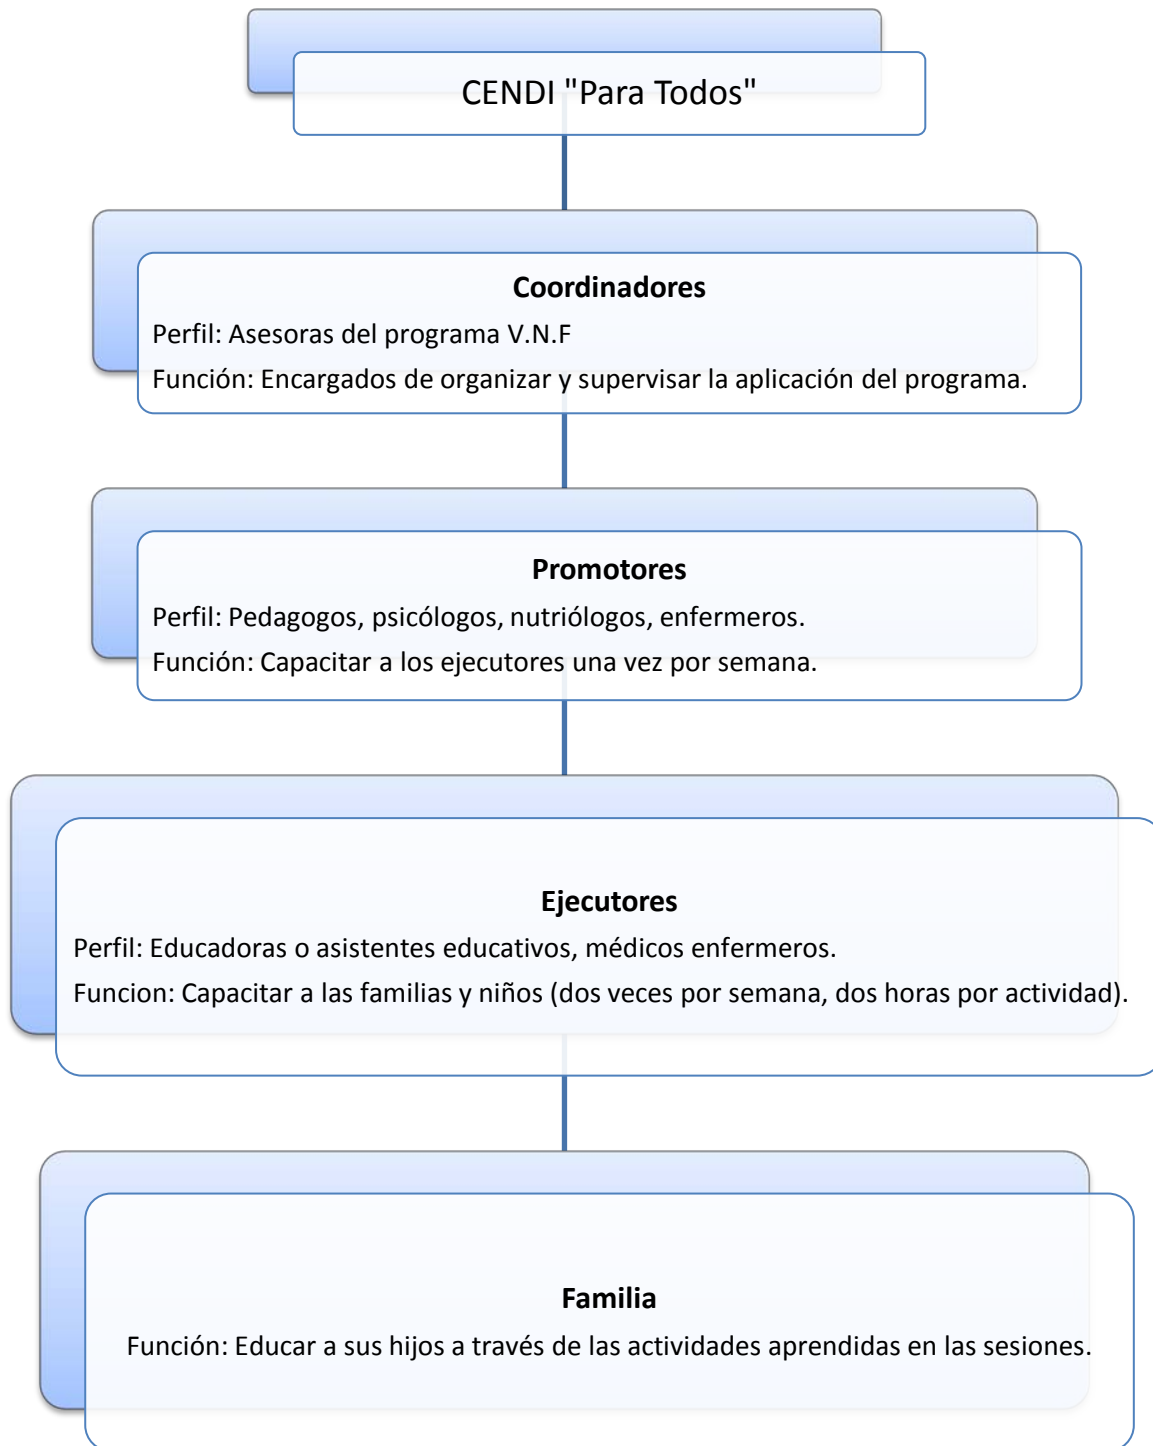 CENDI "Para Todos"
Coordinadores
Perfil: Asesoras del programa V.N.F
Función: Encargados de organizar y supervisar la aplicación del programa.
Promotores
Perfil: Pedagogos, psicólogos, nutriólogos, enfermeros.
Función: Capacitar a los ejecutores una vez por semana.
Ejecutores
Perfil: Educadoras o asistentes educativos, médicos enfermeros.
Funcion: Capacitar a las familias y niños (dos veces por semana, dos horas por actividad).
Familia
Función: Educar a sus hijos a través de las actividades aprendidas en las sesiones.